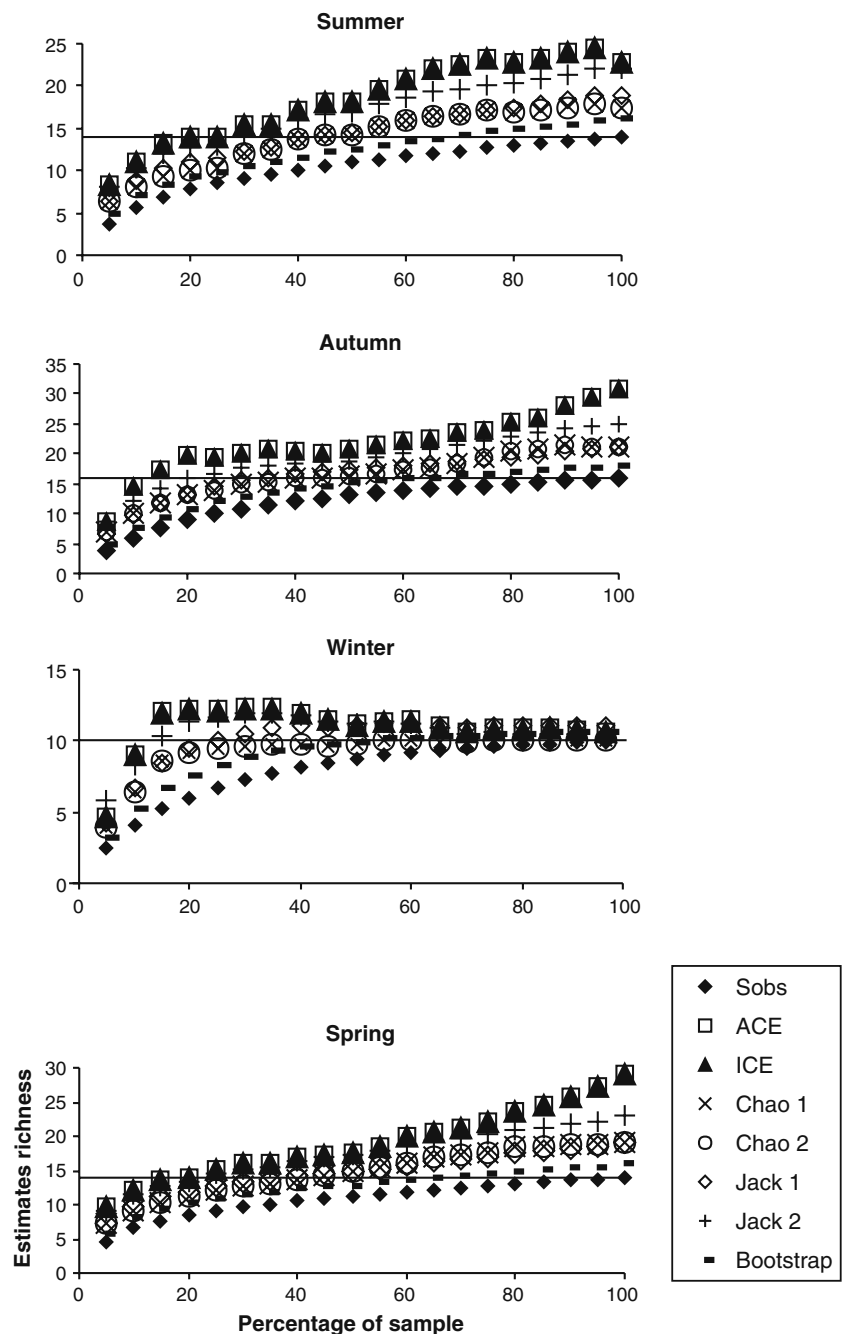 Summer
25
20
15
10
5
0
0 20 40 60 80 100
Autumn
35
30
25
20
15
10
5
0
0 20 40 60 80 100
Winter
15
10
5
0
0 20 40 60 80 100
Spring
30
25
20
15
10
5
0
0 20 40 60 80 100
Estimates richness
Percentage of sample
Sobs
ACE
ICE
Chao 1
Chao 2
Jack 1
Jack 2
Bootstrap